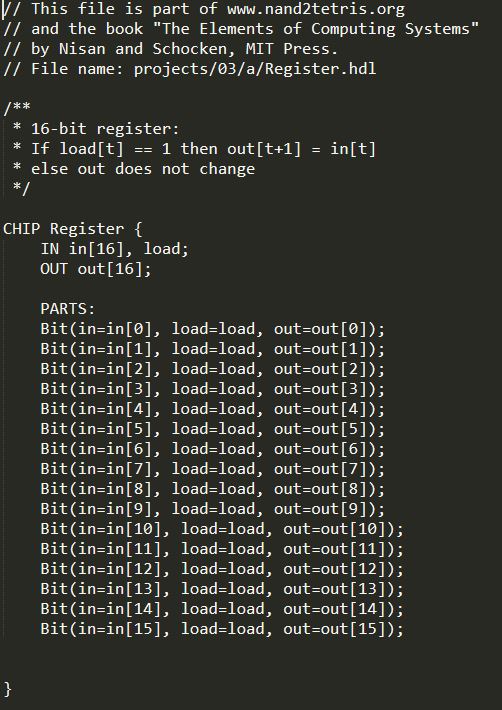 // This file is part of www.nand2tetris.org
// and the book "The Elements of Computing Systems"
// by Nisan and Schocken, MIT Press.
// File name: projects/03/a/Register.hdl

/**
 * 16-bit register:
 * If load[t] == 1 then out[t+1] = in[t]
 * else out does not change
 */

CHIP Register {
    IN in[16], load;
    OUT out[16];

    PARTS:
    Bit(in=in[0], load=load, out=out[0]);
    Bit(in=in[1], load=load, out=out[1]);
    Bit(in=in[2], load=load, out=out[2]);
    Bit(in=in[3], load=load, out=out[3]);
    Bit(in=in[4], load=load, out=out[4]);
    Bit(in=in[5], load=load, out=out[5]);
    Bit(in=in[6], load=load, out=out[6]);
    Bit(in=in[7], load=load, out=out[7]);
    Bit(in=in[8], load=load, out=out[8]);
    Bit(in=in[9], load=load, out=out[9]);
    Bit(in=in[10], load=load, out=out[10]);
    Bit(in=in[11], load=load, out=out[11]);
    Bit(in=in[12], load=load, out=out[12]);
    Bit(in=in[13], load=load, out=out[13]);
    Bit(in=in[14], load=load, out=out[14]);
    Bit(in=in[15], load=load, out=out[15]);


}